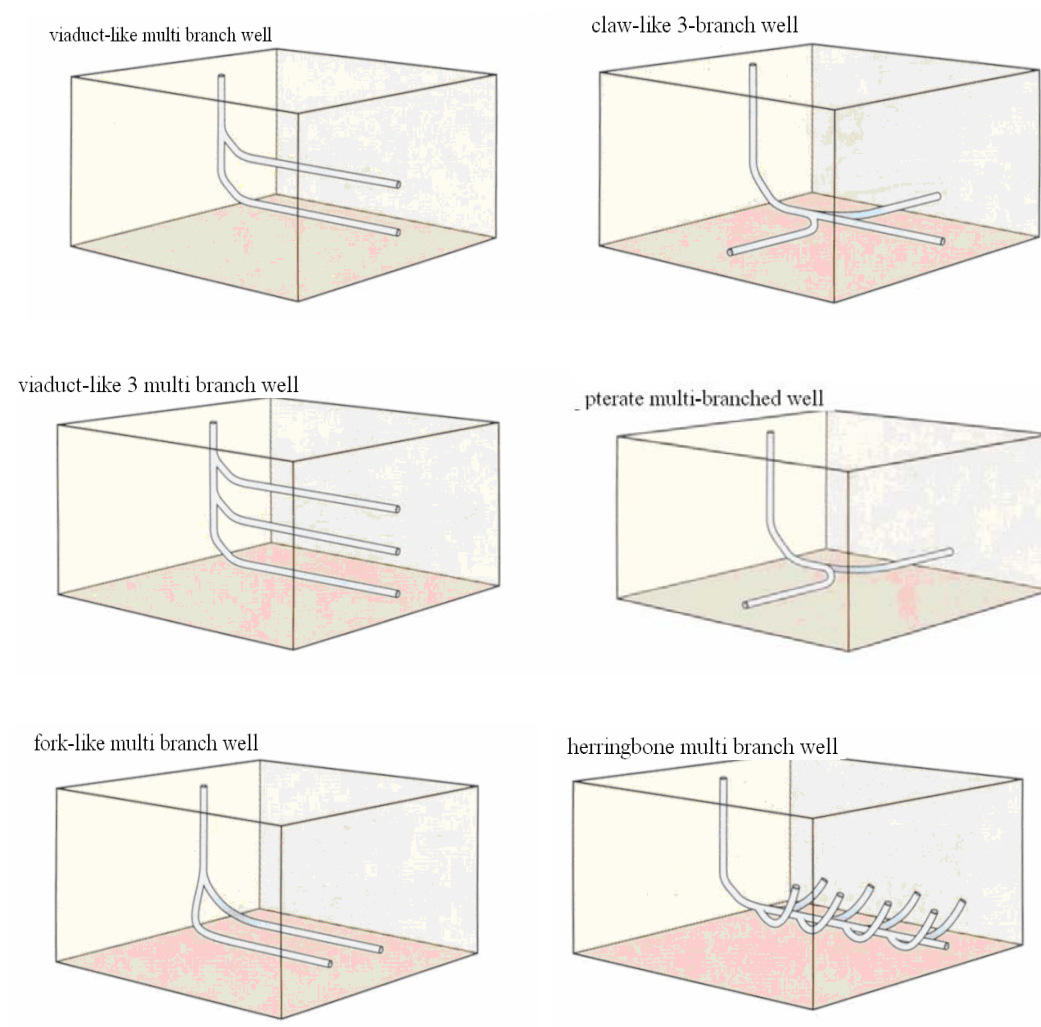 viaduct-like multi branch well
claw-like 3-branch well
viaduct-like 3 multi branch well
pterate multi-branched well
fork-like multi branch well
herringbone multi branch well